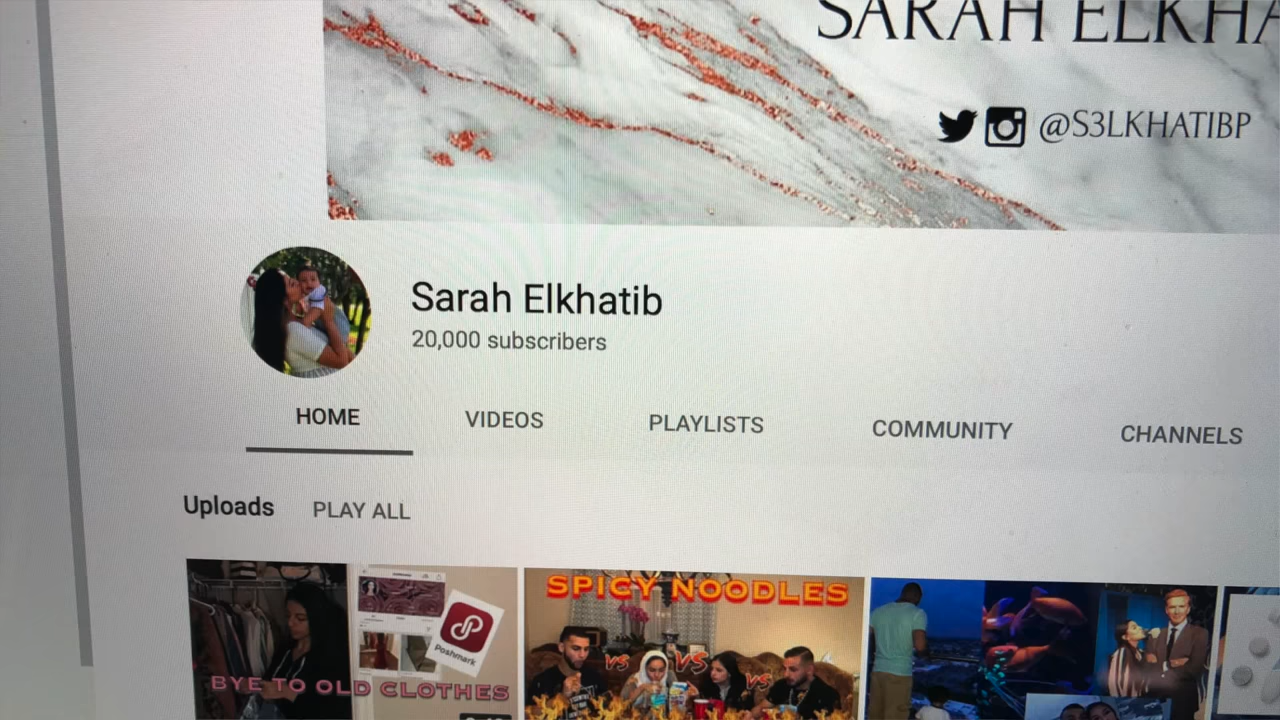 SARAH ELKHA
@S3LKHATIBP
Sarah Elkhatib
20,000 subscribers
HOME VIDEOS PLAYLISTS COMMUNITY CHANNELS
Uploads PLAY ALL
Poshmark
BYE TO OLD CLOTHES
SPICY NOODLES
VS VS VS